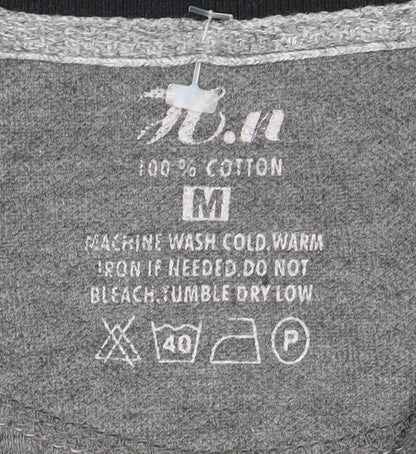 100 % COTTON
M
MACHINE WASH COLD.WARM
IRON IF NEEDED.DO NOT
BLEACH.TUMBLE DRY LOW
40 P